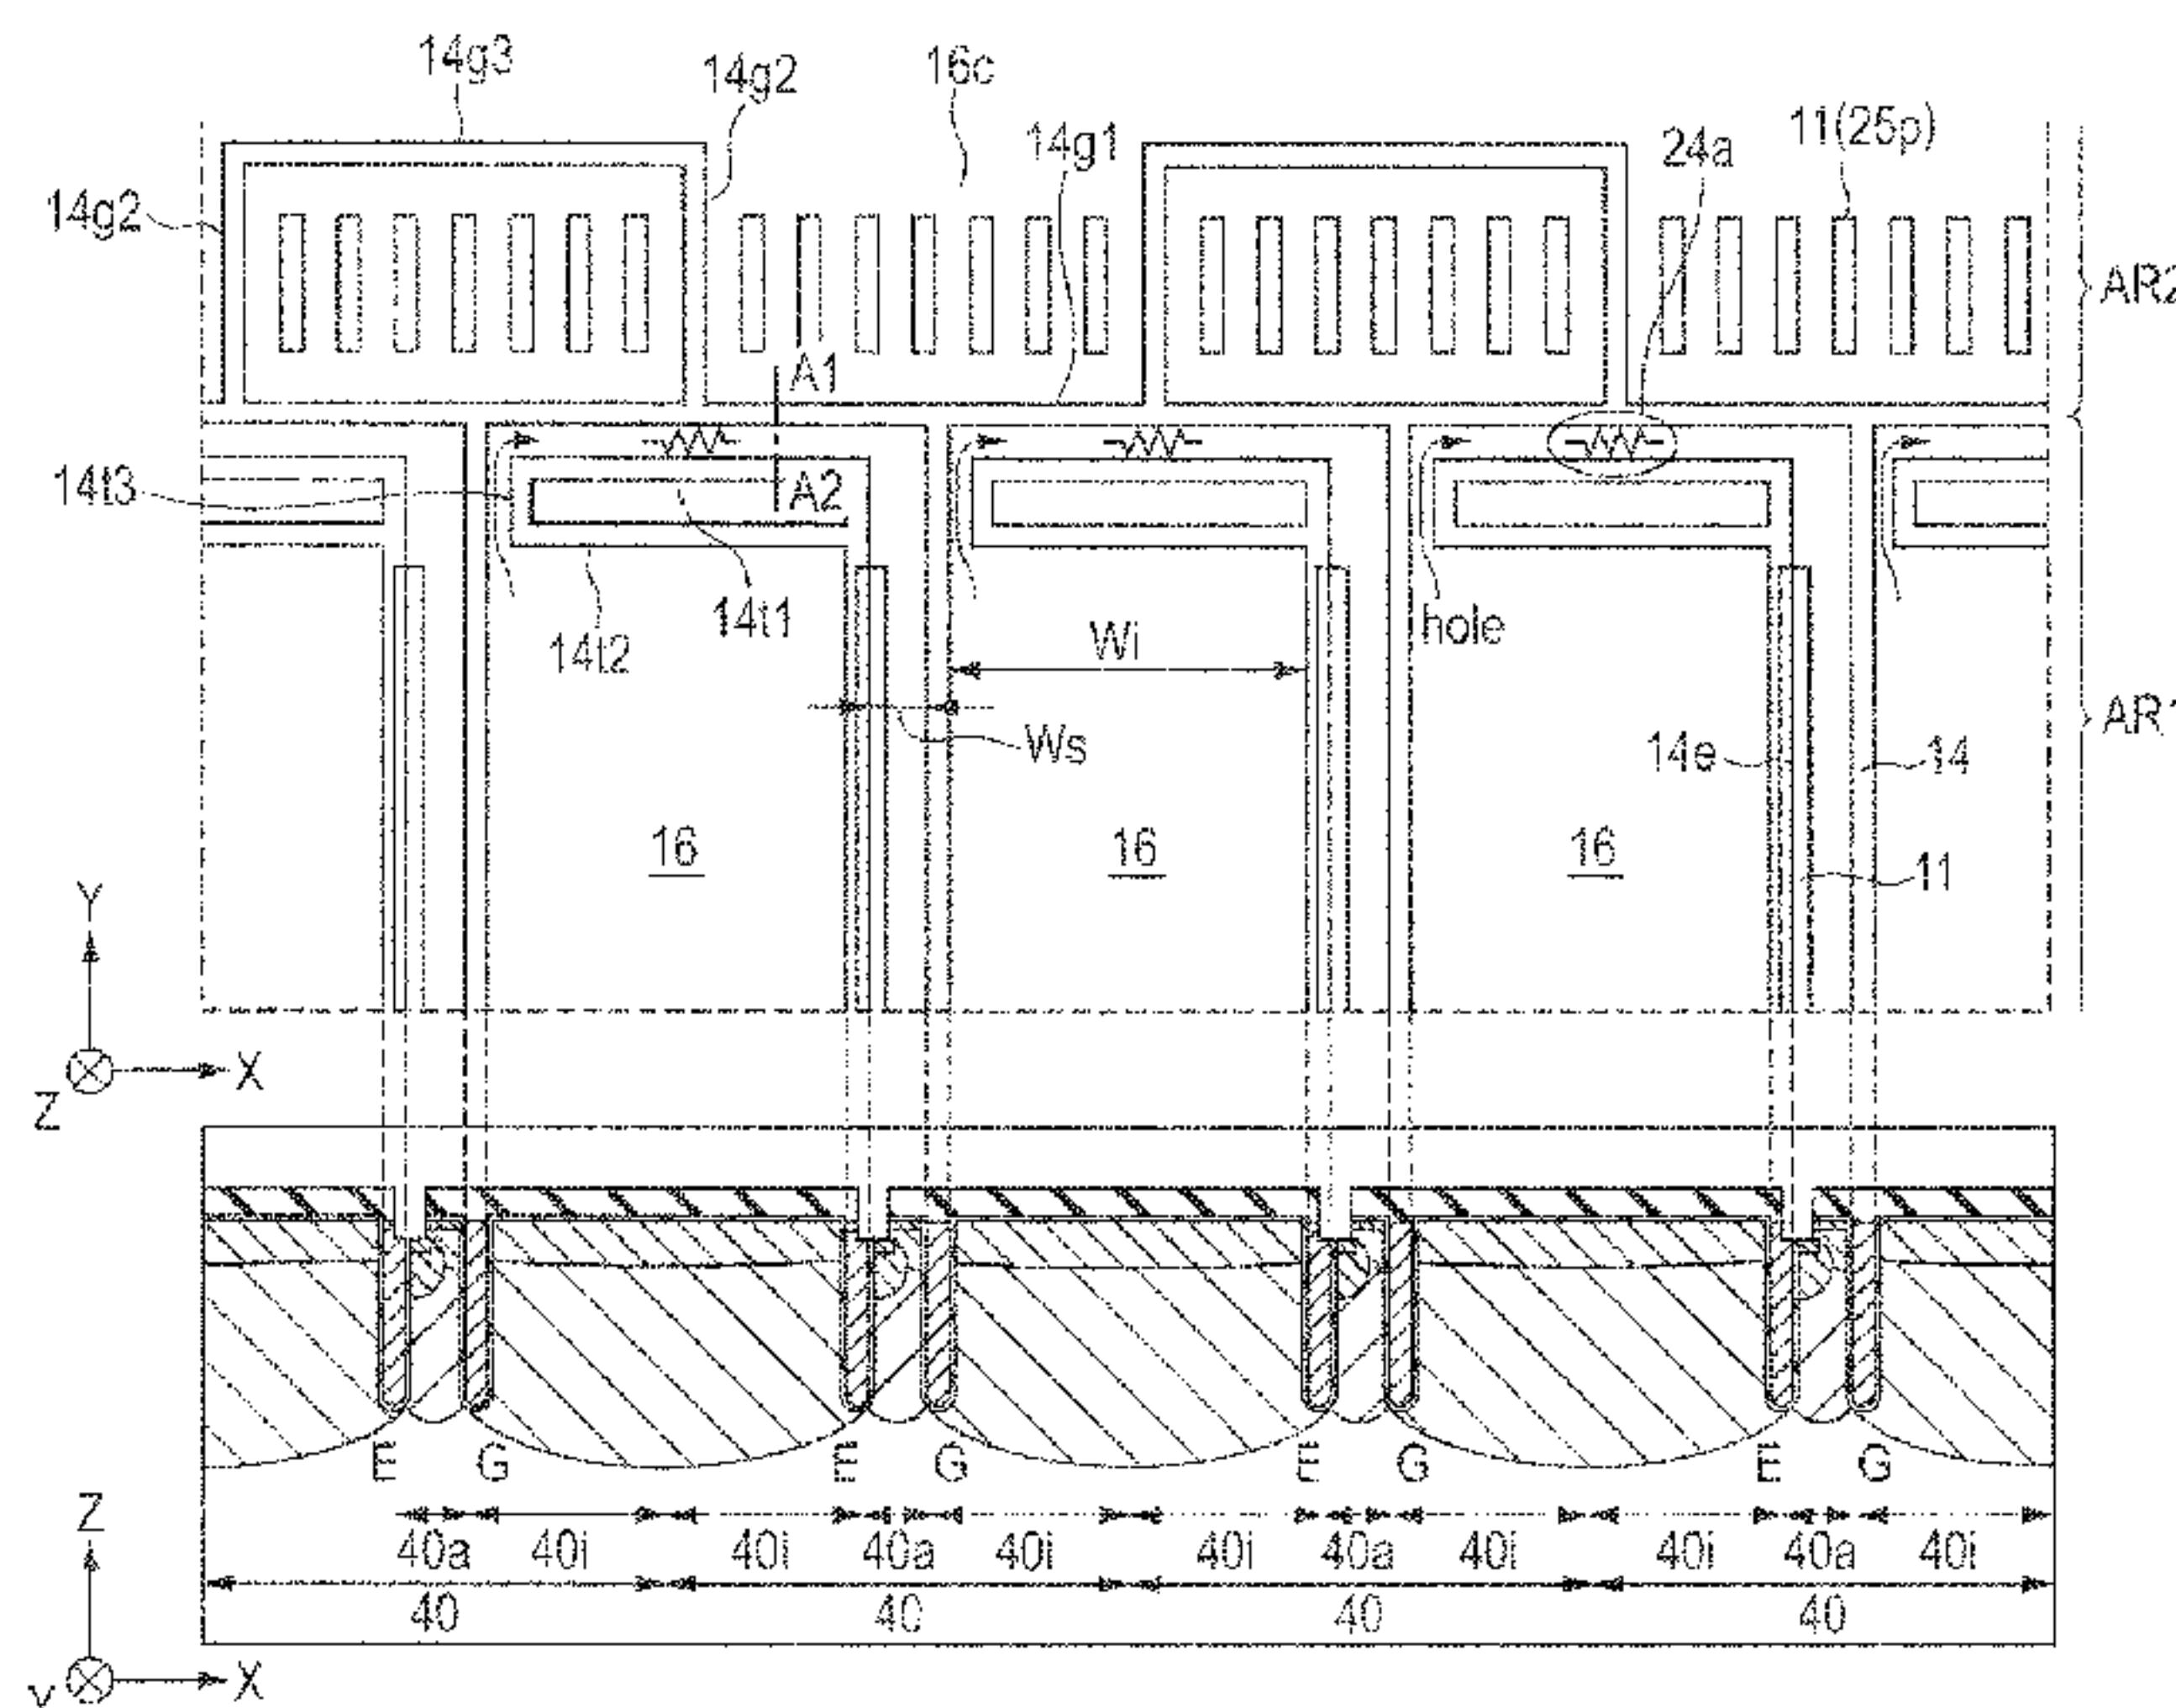 14g3
14g2
16c
14g1
11(25p)
24a
14g2
AR2
A1
14t3
A2
14t1
14t2
hole
Wi
Ws
14e
14
AR1
16
16
16
11
Y
X
Z
E G E G E G E G
Z
40a 40i 40i 40a 40i 40i 40a 40i 40i 40a 40i
40 40 40 40
X
Y